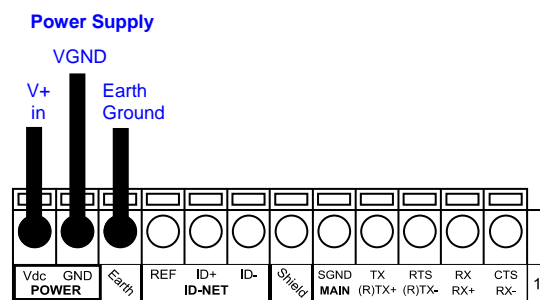 Power Supply
VGND
V+
in
Earth
Ground
Vdc GND Earth REF ID+ ID- Shield SGND TX RTS RX CTS
POWER ID-NET MAIN (R)TX+ (R)TX- RX+ RX-
1